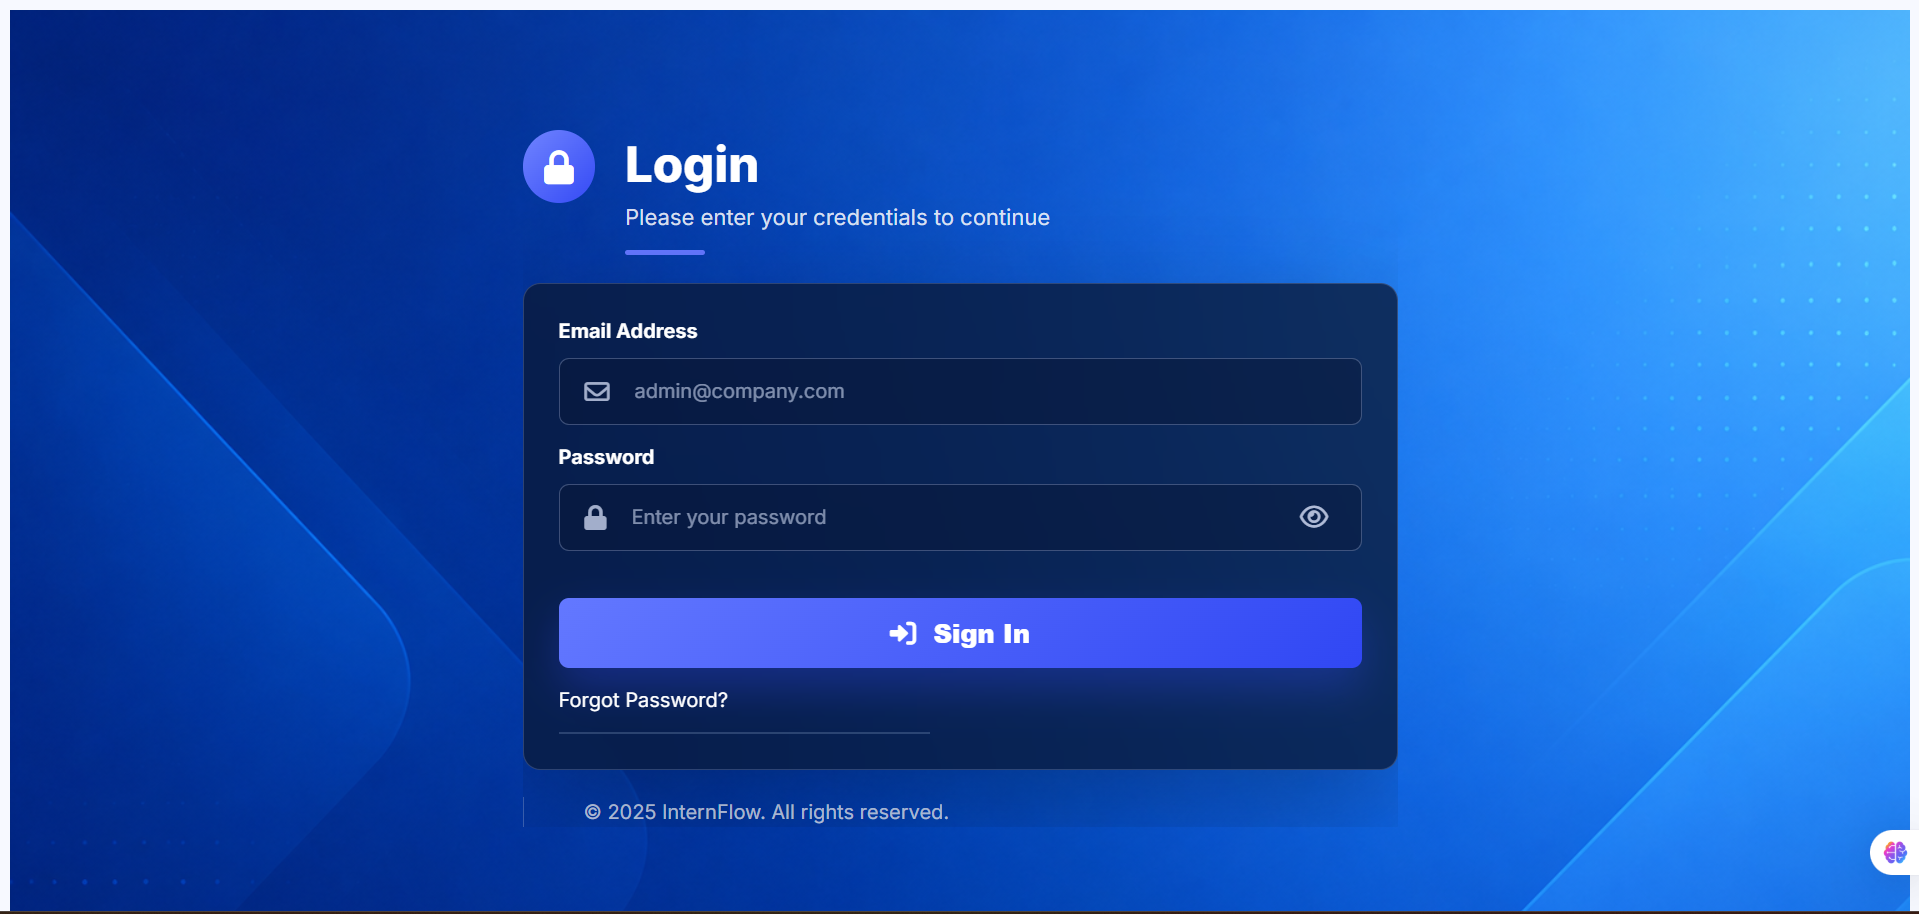 Login
Please enter your credentials to continue
Email Address
admin@company.com
Password
Enter your password
Sign In
Forgot Password?
© 2025 InternFlow. All rights reserved.